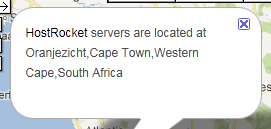 HostRocket servers are located at
Oranjezicht,Cape Town,Western
Cape,South Africa